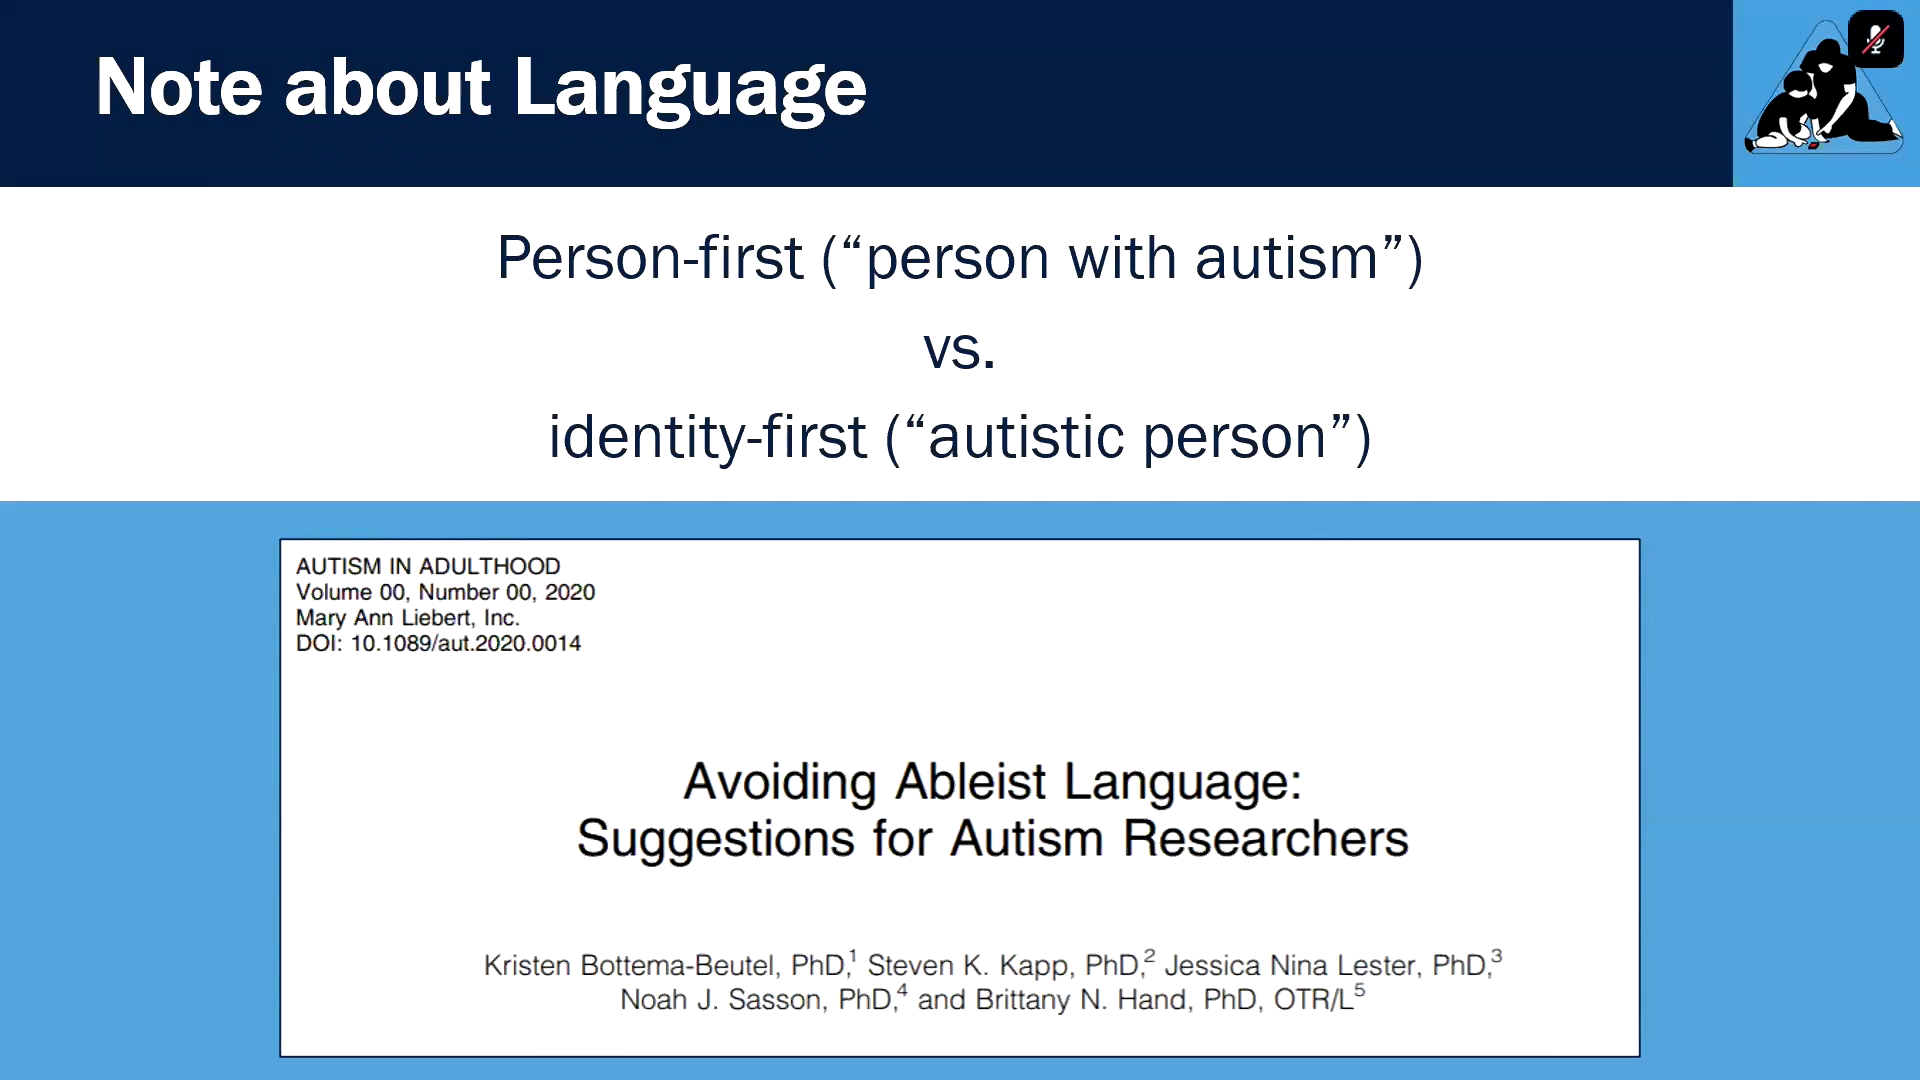 Note about Language
Person-first (“person with autism”)
vs.
identity-first (“autistic person”)
AUTISM IN ADULTHOOD
Volume 00, Number 00, 2020
Mary Ann Liebert, Inc.
DOI: 10.1089/aut.2020.0014
Avoiding Ableist Language:
Suggestions for Autism Researchers
Kristen Bottema-Beutel, PhD,1 Steven K. Kapp, PhD,2 Jessica Nina Lester, PhD,3
Noah J. Sasson, PhD,4 and Brittany N. Hand, PhD, OTR/L5